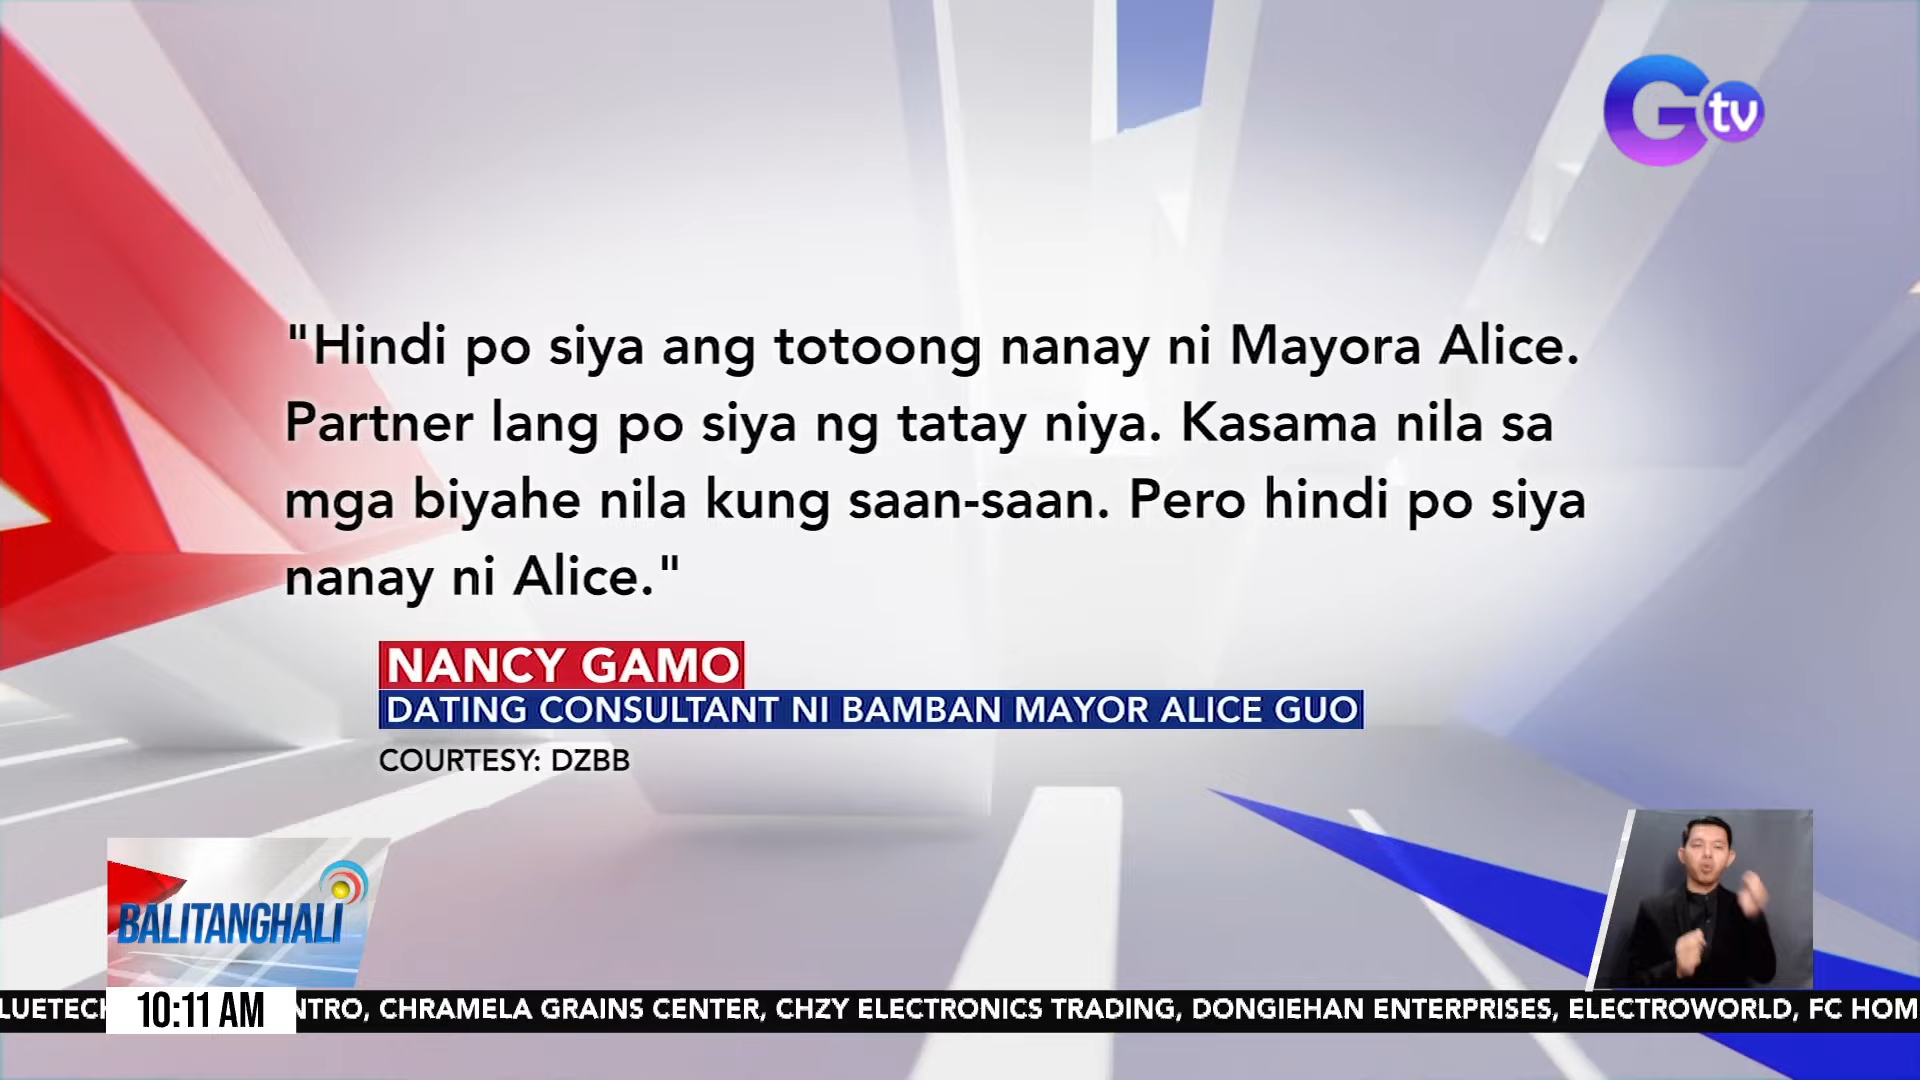 Gtv
"Hindi po siya ang totoong nanay ni Mayora Alice.
Partner lang po siya ng tatay niya. Kasama nila sa
mga biyahe nila kung saan-saan. Pero hindi po siya
nanay ni Alice."
NANCY GAMO
DATING CONSULTANT NI BAMBAN MAYOR ALICE GUO
COURTESY: DZBB
BALITANGHALI
10:11 AM
LUETECH NTRO, CHRAMELA GRAINS CENTER, CHZY ELECTRONICS TRADING, DONGIEHAN ENTERPRISES, ELECTROWORLD, FC HOM